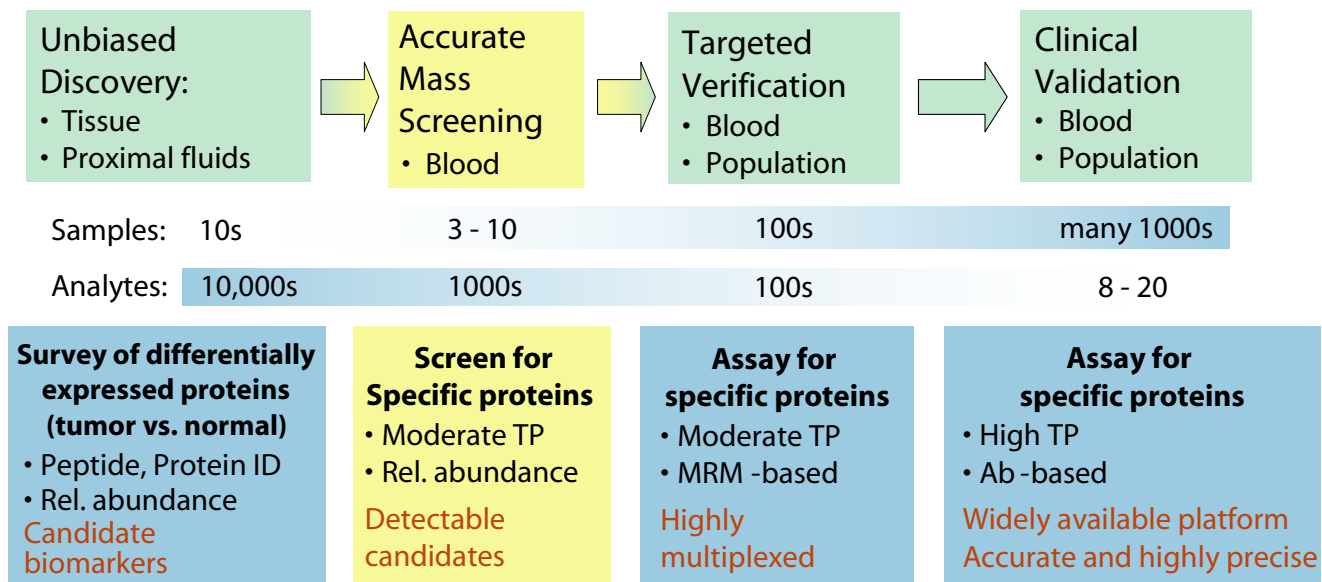 Unbiased
Discovery:
• Tissue
• Proximal fluids
Accurate
Mass
Screening
• Blood
Targeted
Verification
• Blood
• Population
Clinical
Validation
• Blood
• Population
Samples: 10s 3 - 10 100s many 1000s
Analytes: 10,000s 1000s 100s 8 - 20
Survey of differentially
expressed proteins
(tumor vs. normal)
• Peptide, Protein ID
• Rel. abundance
Candidate
biomarkers
Screen for
Specific proteins
• Moderate TP
• Rel. abundance
Detectable
candidates
Assay for
specific proteins
• Moderate TP
• MRM -based
Highly
multiplexed
Assay for
specific proteins
• High TP
• Ab -based
Widely available platform
Accurate and highly precise